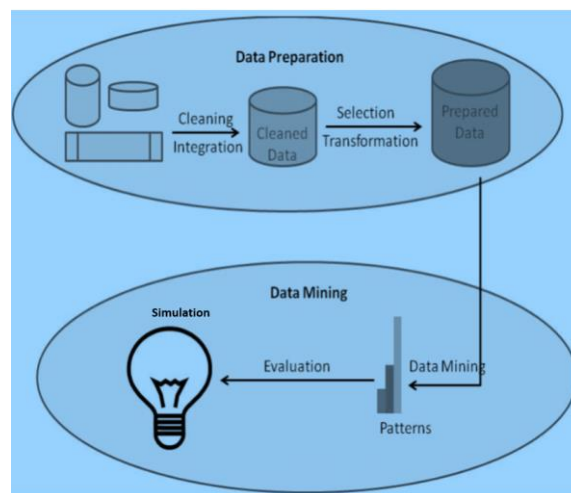 Data Preparation
Cleaning
Integration
Cleaned
Data
Selection
Transformation
Prepared
Data
Data Mining
Simulation
Evaluation
Data Mining
Patterns